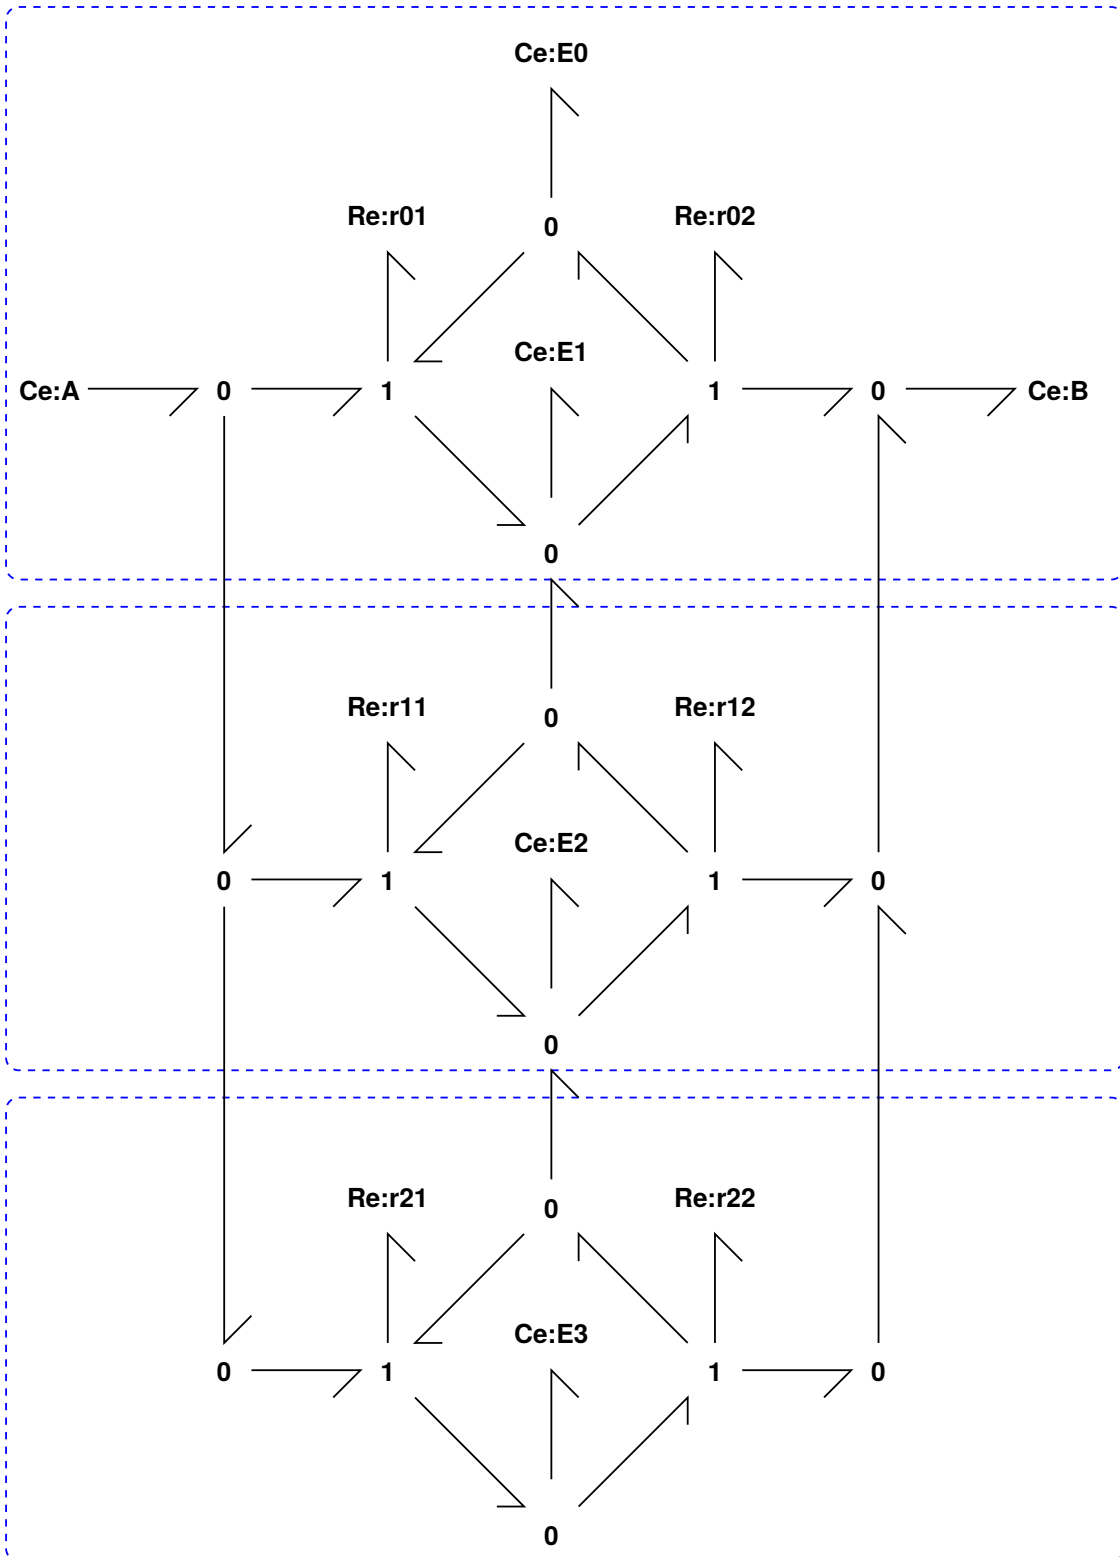 Ce:E0
Re:r01 0 Re:r02
Ce:E1
Ce:A 0 1 1 0 Ce:B
0
Re:r11 0 Re:r12
Ce:E2
0 1 1 0
0
Re:r21 0 Re:r22
Ce:E3
0 1 1 0
0